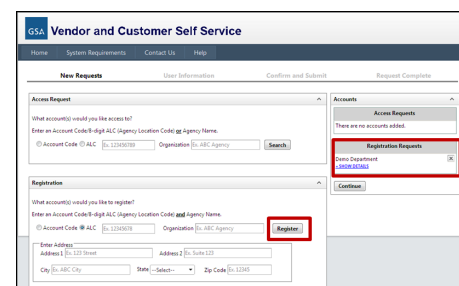 GSA Vendor and Customer Self Service
Home System Requirements Contact Us Help
New Requests User Information Confirm and Submit Request Complete
Access Request
What account(s) would you like access to?
Enter an Account Code/8-digit ALC (Agency Location Code) or Agency Name.
Account Code ALC Ex. 123456789 Organization Ex. ABC Agency Search
Registration
What account(s) would you like to register?
Enter an Account Code/8-digit ALC (Agency Location Code) and Agency Name.
Account Code ALC Ex. 12345678 Organization Ex. ABC Agency Register
Enter Address
Address 1 Ex. 123 Street Address 2 Ex. Suite 123
City Ex. ABC City State --Select-- Zip Code Ex. 12345
Accounts
Access Requests
There are no accounts added.
Registration Requests
Demo Department X
+ SHOW DETAILS
Continue